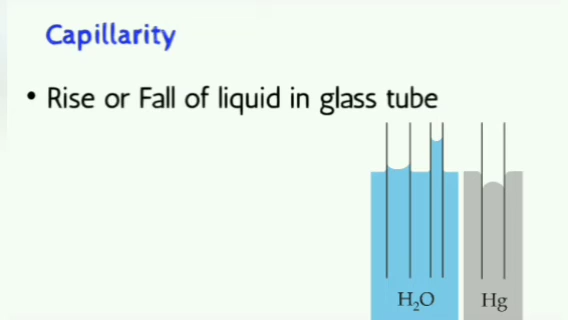 Capillarity
• Rise or Fall of liquid in glass tube
H₂O Hg